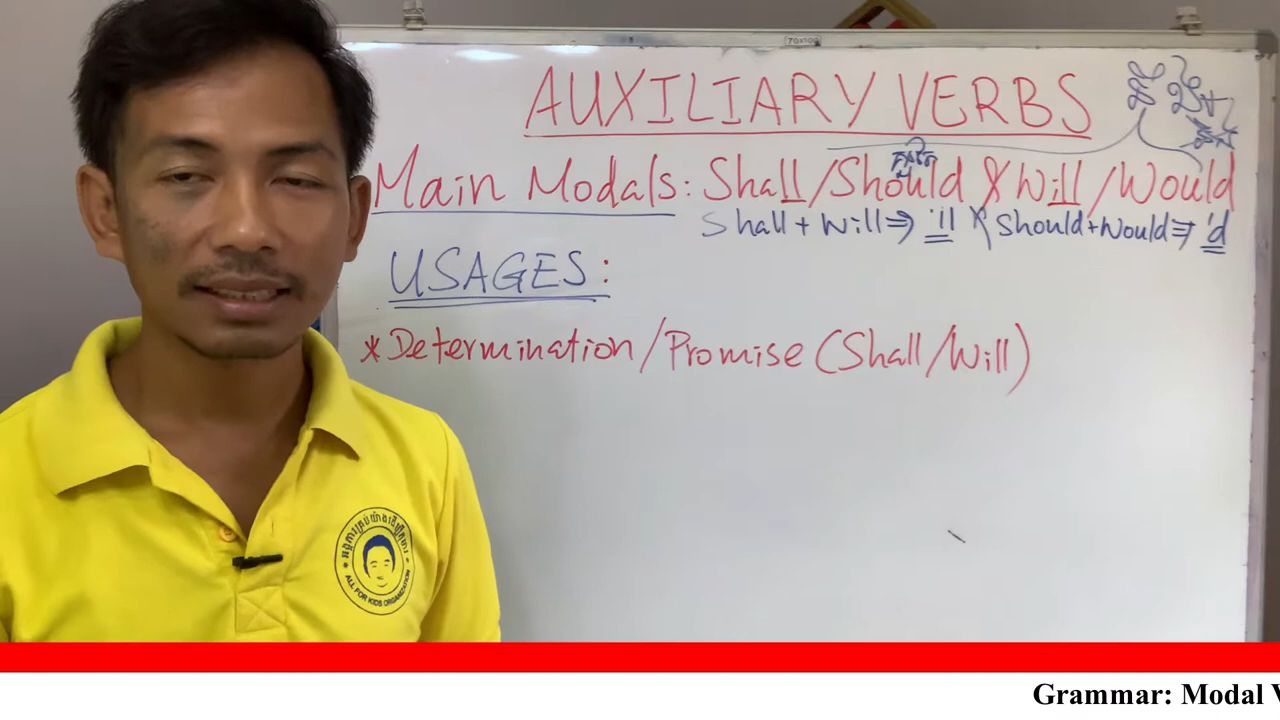 70x100
AUXILIARY VERBS
Main Modals: Shall/Should & Will/Would
Shall + Will ⇒ 'll & Should+Would ⇒ 'd
USAGES:
*Determination/Promise (Shall/Will)
ALL FOR KIDS ORGANIZATION
Grammar: Modal V